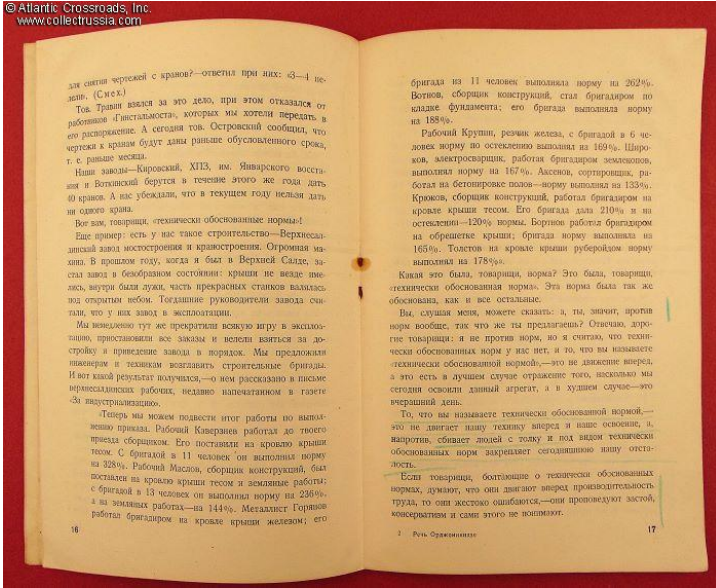 © Atlantic Crossroads, Inc.
www.collectrussia.com
для снятия чертежей с кранов?—ответил при них: «3—4 не-
дели». (Смех.)
Тов. Травин взялся за это дело, при этом отказался от
работников «Гинстальмоста», которых мы хотели передать в
его распоряжение. А сегодня тов. Островский сообщил, что
чертежи к кранам будут даны раньше обусловленного срока,
т. е. раньше месяца.
Наши заводы—Кировский, ХПЗ, им. Январского восста-
ния и Воткинский берутся в течение этого же года дать
40 кранов. А нас убеждали, что в текущем году нельзя дать
ни одного крана.
Вот вам, товарищи, «технически обоснованные нормы»!
Еще пример: есть у нас такое строительство—Верхнесал-
динский завод мостостроения и краностроения. Огромная ма-
хина. В прошлом году, когда я был в Верхней Салде, за-
стал завод в безобразном состоянии: крыши не везде име-
лись, внутри были лужи, часть прекрасных станков валялась
под открытым небом. Тогдашние руководители завода счи-
тали, что у них завод в эксплоатации.
Мы немедленно тут же прекратили всякую игру в эксплоа-
тацию, приостановили все заказы и велели взяться за до-
стройку и приведение завода в порядок. Мы предложили
инженерам и техникам возглавить строительные бригады.
И вот какой результат получился,—о нем рассказано в письме
верхнесалдинских рабочих, недавно напечатанном в газете
«За индустриализацию».
«Теперь мы можем подвести итог работы по выпол-
нению приказа. Рабочий Каверзнев работал до твоего
приезда сборщиком. Его поставили на кровлю крыши
тесом. С бригадой в 11 человек он выполнил норму
на 328%. Рабочий Маслов, сборщик конструкций, был
поставлен на кровлю крыши тесом и земляные работы;
с бригадой в 13 человек он выполнил норму на 236%,
а на земляных работах—на 144%. Металлист Горянов
работал бригадиром на кровле крыши железом; его
16
бригада из 11 человек выполняла норму на 262%.
Вотнов, сборщик конструкций, стал бригадиром по
кладке фундамента; его бригада выполняла норму
на 188%.
Рабочий Крупин, резчик железа, с бригадой в 6 че-
ловек норму по остеклению выполнял на 169%. Широ-
ков, электросварщик, работая бригадиром землекопов,
выполнял норму на 167%. Аксенов, сортировщик, ра-
ботал на бетонировке полов—норму выполнял на 133%.
Крюков, сборщик конструкций, работал бригадиром на
кровле крыши тесом. Его бригада дала 210% и на
остеклении—120% нормы. Вортнов работал бригадиром
на обрешетке крыши; бригада норму выполняла на
165%. Толстов на кровле крыши руберойдом норму
выполнял на 178%».
Какая это была, товарищи, норма? Это была, товарищи,
«технически обоснованная норма». Эта норма была так же
обоснована, как и все остальные.
Вы, слушая меня, можете сказать: а, ты, значит, против
норм вообще, так что же ты предлагаешь? Отвечаю, доро-
гие товарищи: я не против норм, но я считаю, что техни-
чески обоснованных норм у нас нет, и то, что вы называете
«технически обоснованной нормой»,—это не движение вперед,
а это есть в лучшем случае отражение того, насколько мы
сегодня освоили данный агрегат, а в худшем случае—это
вчерашний день.
То, что вы называете технически обоснованной нормой,—
это не двигает нашу технику вперед и наше освоение, а,
напротив, сбивает людей с толку и под видом технически
обоснованных норм закрепляет сегодняшнюю нашу отста-
лость.
Если товарищи, болтающие о технически обоснованных
нормах, думают, что они двигают вперед производительность
труда, то они жестоко ошибаются,—они проповедуют застой,
консерватизм и сами этого не понимают.
2 Речь Орджоникидзе
17